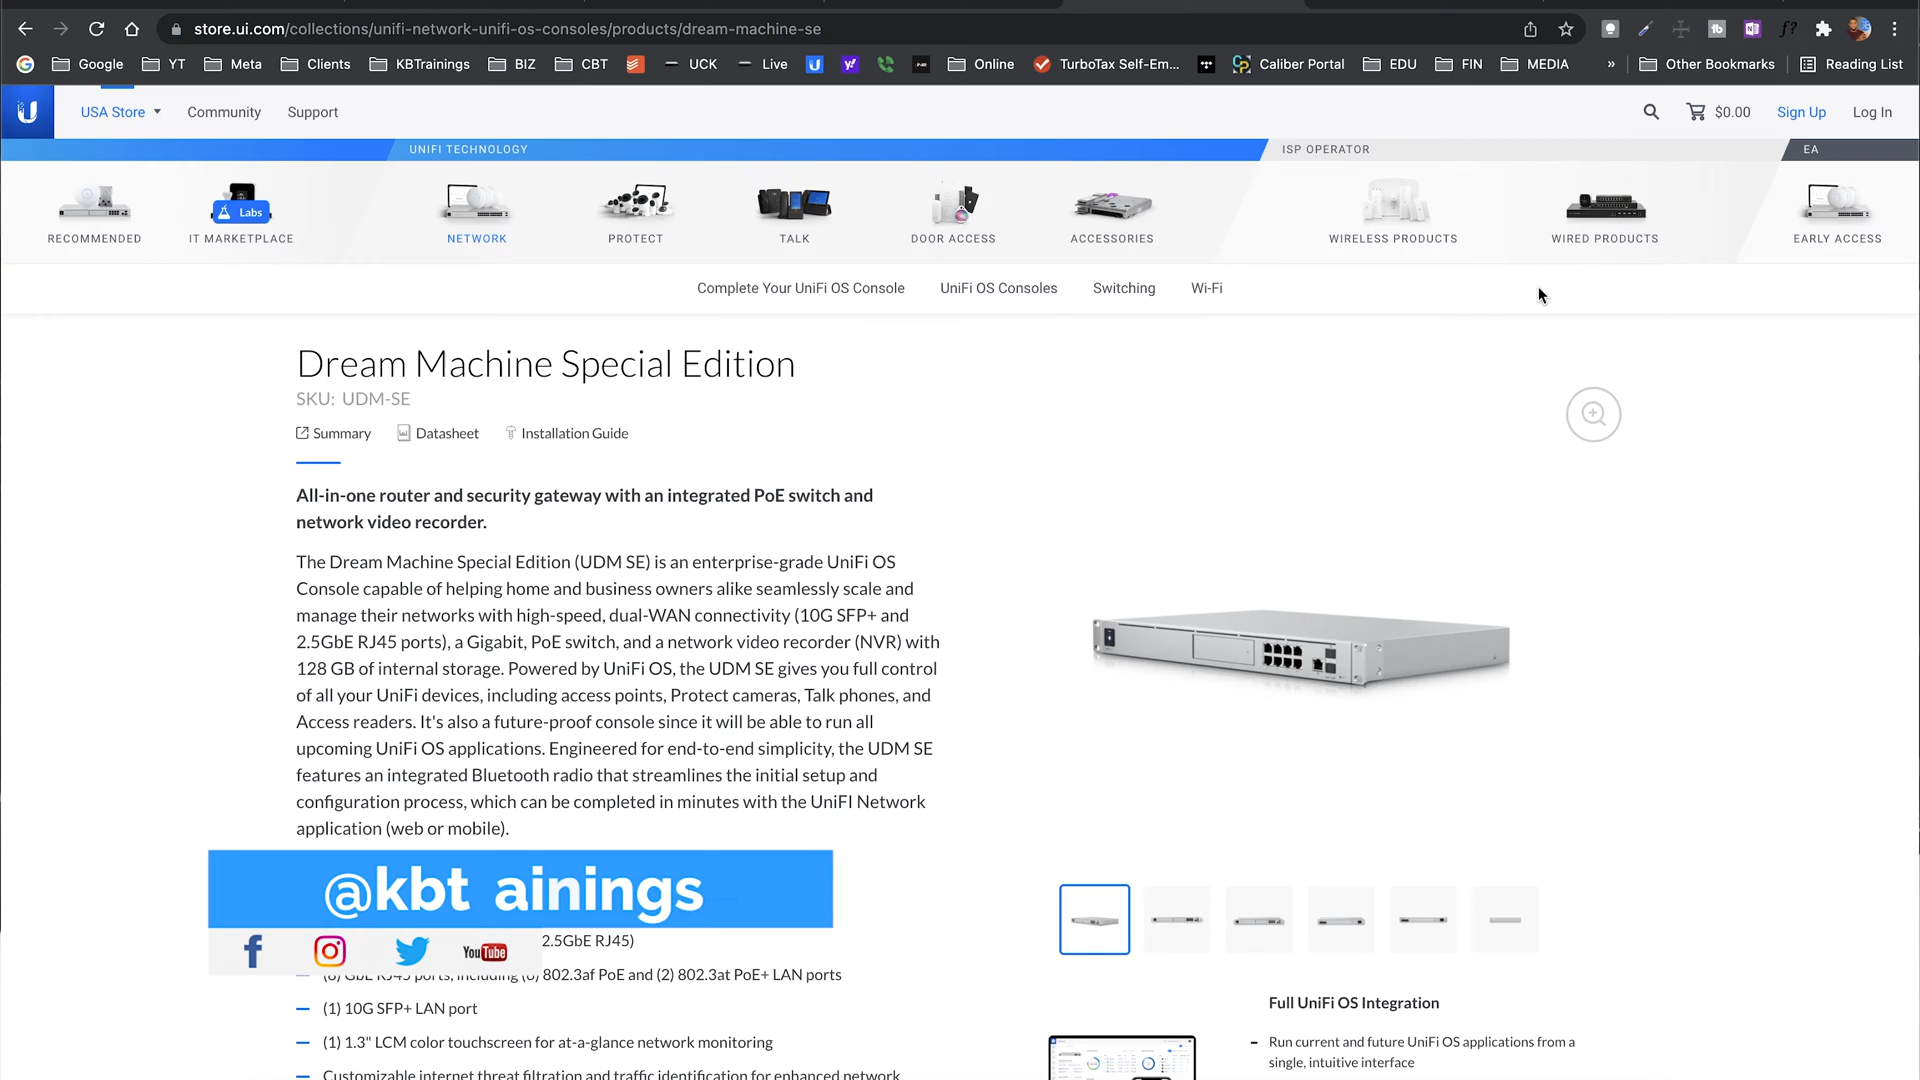 store.ui.com/collections/unifi-network-unifi-os-consoles/products/dream-machine-se
Google YT Meta Clients KBTrainings BIZ CBT UCK Live Online TurboTax Self-Em... Caliber Portal EDU FIN MEDIA » Other Bookmarks Reading List
USA Store Community Support $0.00 Sign Up Log In
UNIFI TECHNOLOGY ISP OPERATOR EA
Labs
RECOMMENDED IT MARKETPLACE NETWORK PROTECT TALK DOOR ACCESS ACCESSORIES WIRELESS PRODUCTS WIRED PRODUCTS EARLY ACCESS
Complete Your UniFi OS Console UniFi OS Consoles Switching Wi-Fi
Dream Machine Special Edition
SKU: UDM-SE
Summary Datasheet Installation Guide
All-in-one router and security gateway with an integrated PoE switch and
network video recorder.
The Dream Machine Special Edition (UDM SE) is an enterprise-grade UniFi OS
Console capable of helping home and business owners alike seamlessly scale and
manage their networks with high-speed, dual-WAN connectivity (10G SFP+ and
2.5GbE RJ45 ports), a Gigabit, PoE switch, and a network video recorder (NVR) with
128 GB of internal storage. Powered by UniFi OS, the UDM SE gives you full control
of all your UniFi devices, including access points, Protect cameras, Talk phones, and
Access readers. It's also a future-proof console since it will be able to run all
upcoming UniFi OS applications. Engineered for end-to-end simplicity, the UDM SE
features an integrated Bluetooth radio that streamlines the initial setup and
configuration process, which can be completed in minutes with the UniFI Network
application (web or mobile).
@kbt ainings
You Tube
2.5GbE RJ45)
(8) GbE RJ45 ports, including (6) 802.3af PoE and (2) 802.3at PoE+ LAN ports
(1) 10G SFP+ LAN port
(1) 1.3" LCM color touchscreen for at-a-glance network monitoring
Customizable internet threat filtration and traffic identification for enhanced network
Full UniFi OS Integration
Run current and future UniFi OS applications from a
single, intuitive interface